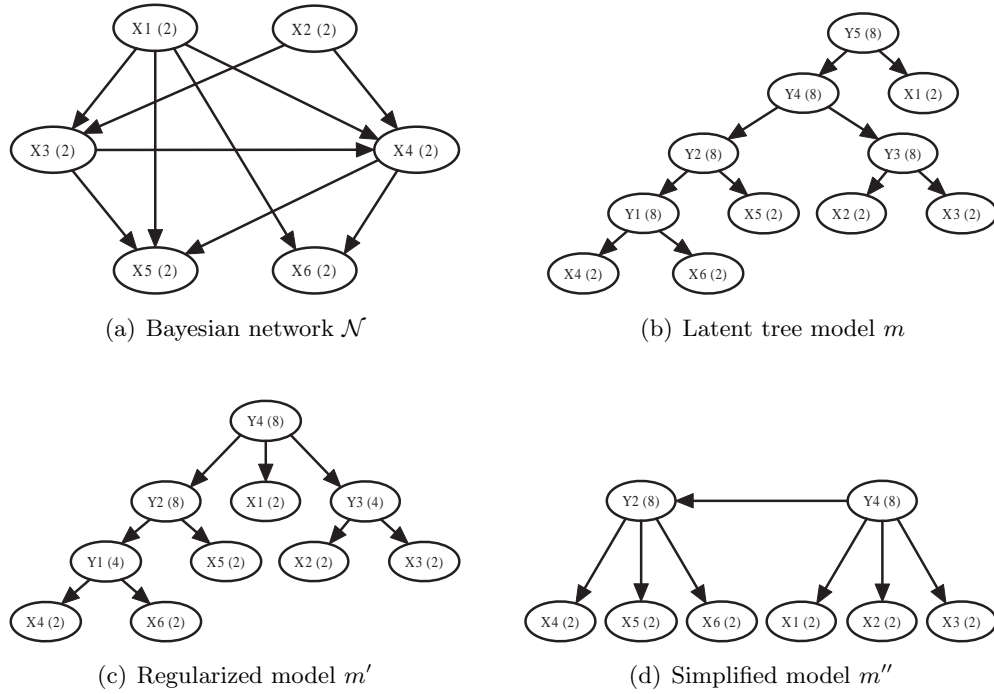 X1 (2) X2 (2)
X3 (2) X4 (2)
X5 (2) X6 (2)
(a) Bayesian network 𝒩
Y5 (8)
Y4 (8) X1 (2)
Y2 (8) Y3 (8)
Y1 (8) X5 (2) X2 (2) X3 (2)
X4 (2) X6 (2)
(b) Latent tree model m
Y4 (8)
Y2 (8) X1 (2) Y3 (4)
Y1 (4) X5 (2) X2 (2) X3 (2)
X4 (2) X6 (2)
(c) Regularized model m′
Y2 (8) Y4 (8)
X4 (2) X5 (2) X6 (2) X1 (2) X2 (2) X3 (2)
(d) Simplified model m″